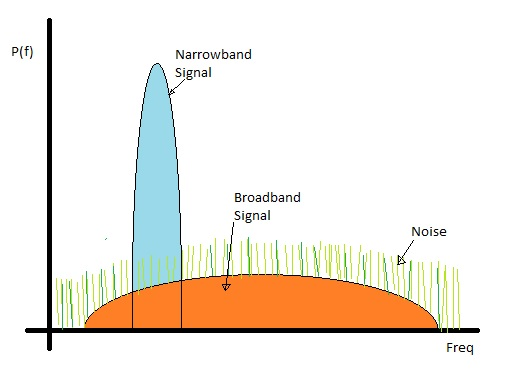 P(f)
Narrowband
Signal
Broadband
Signal
Noise
Freq